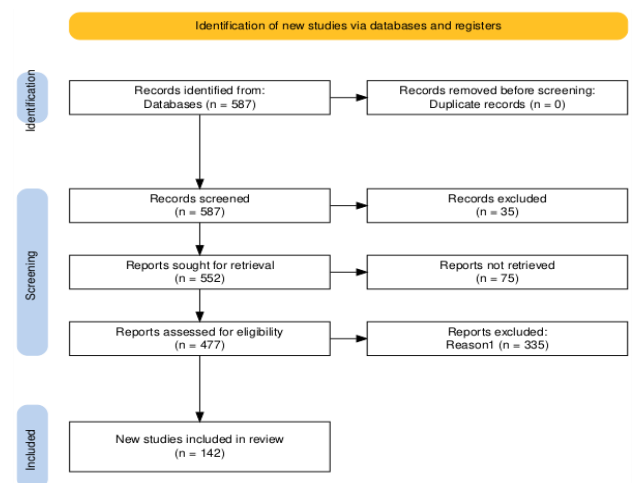 Identification of new studies via databases and registers
Identification
Records identified from:
Databases (n = 587)
Records removed before screening:
Duplicate records (n = 0)
Screening
Records screened
(n = 587)
Records excluded
(n = 35)
Reports sought for retrieval
(n = 552)
Reports not retrieved
(n = 75)
Reports assessed for eligibility
(n = 477)
Reports excluded:
Reason1 (n = 335)
Included
New studies included in review
(n = 142)